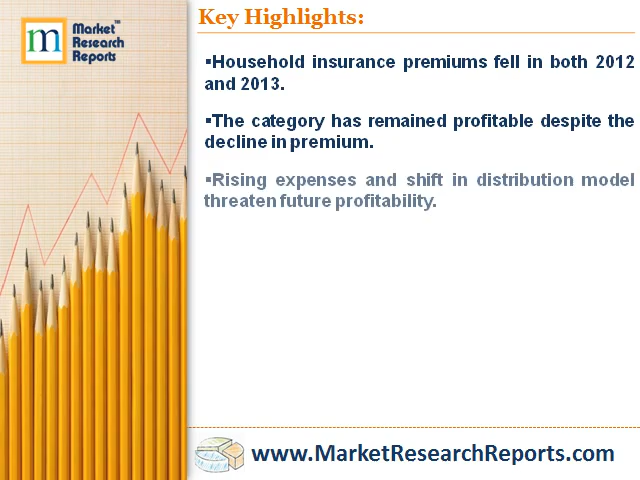 Market™
Research
Reports
m
Key Highlights:
▪Household insurance premiums fell in both 2012
and 2013.
▪The category has remained profitable despite the
decline in premium.
▪Rising expenses and shift in distribution model
threaten future profitability.
www.MarketResearchReports.com